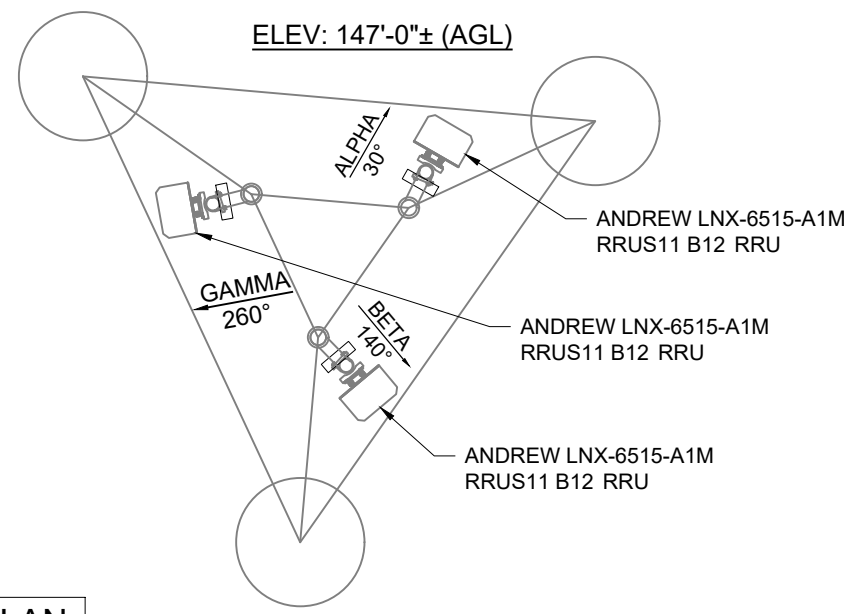 ELEV: 147'-0"± (AGL)
ALPHA
30°
ANDREW LNX-6515-A1M
RRUS11 B12 RRU
GAMMA
260°
BETA
140°
ANDREW LNX-6515-A1M
RRUS11 B12 RRU
ANDREW LNX-6515-A1M
RRUS11 B12 RRU